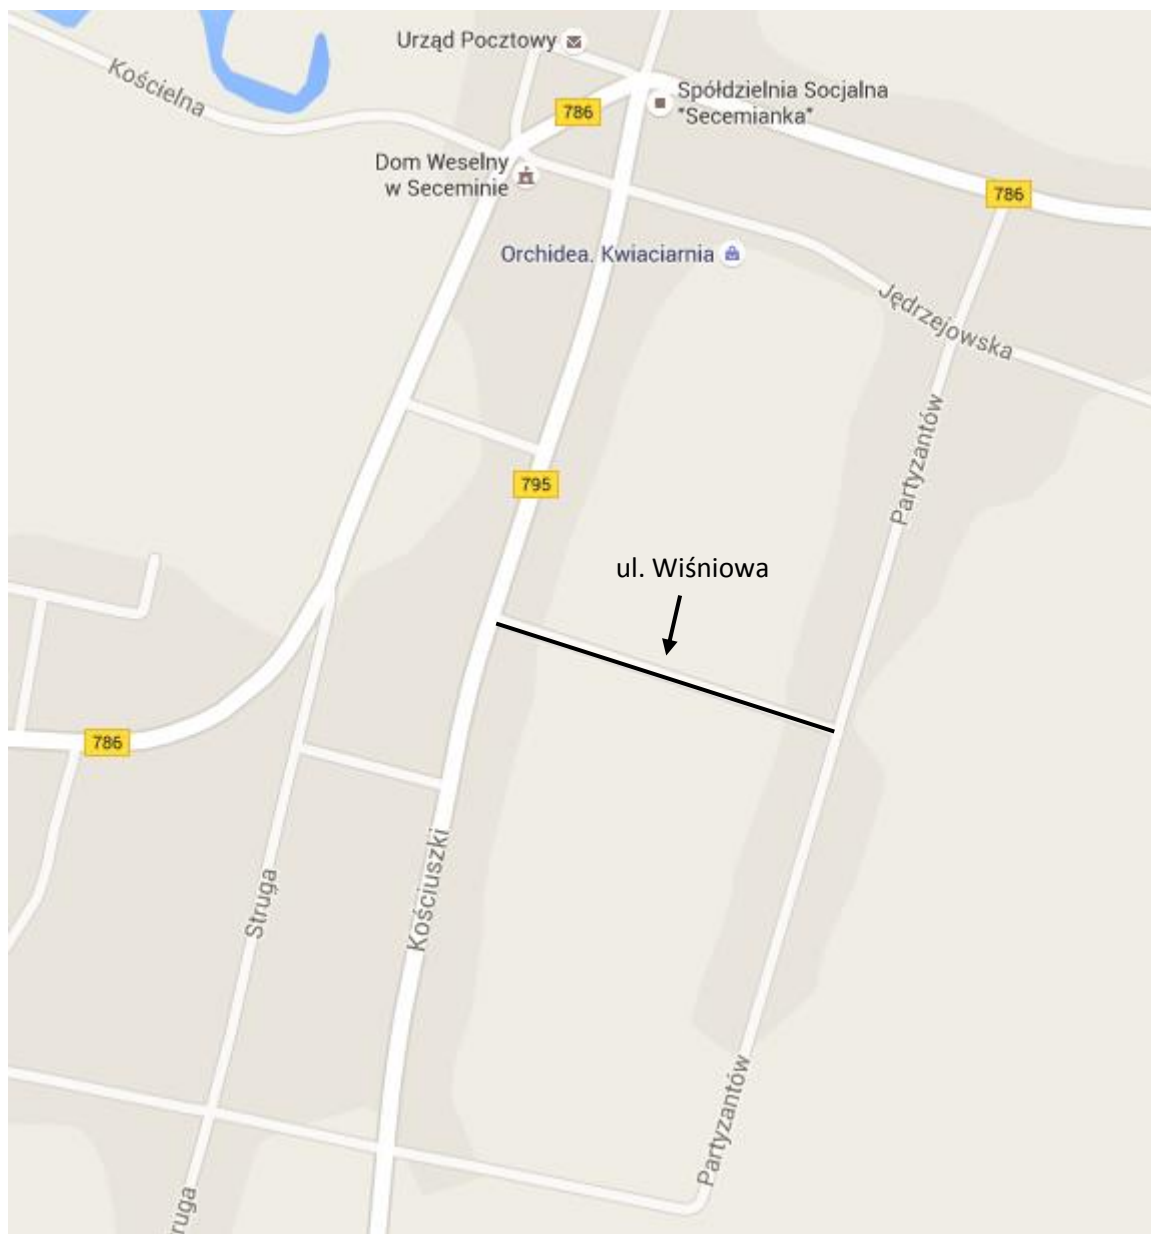 Urząd Pocztowy
Kościelna
Spółdzielnia Socjalna
"Secemianka"
786
Dom Weselny
w Seceminie
786
Orchidea. Kwiaciarnia
Jędrzejowska
Partyzantów
795
ul. Wiśniowa
786
Kościuszki
Struga
Partyzantów
ruga